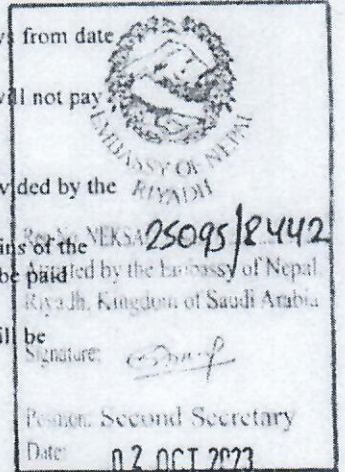 s from date
vill not pay
EMBASSY OF NEPAL
RIYADH
vided by the
Reg. No. NEKSA 25095/8442
ins of the
Attested by the Embassy of Nepal
be paid
Riyadh, Kingdom of Saudi Arabia
ll be
Signature:
Position: Second Secretary
Date: 02 OCT 2023